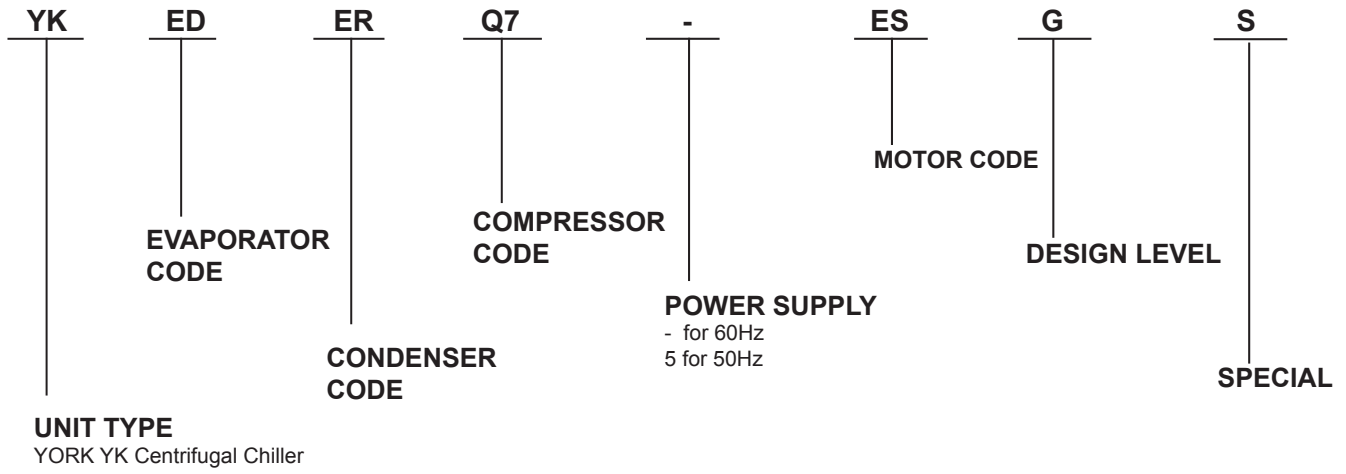 YK ED ER Q7 - ES G S
MOTOR CODE
COMPRESSOR
CODE
EVAPORATOR
CODE
DESIGN LEVEL
POWER SUPPLY
- for 60Hz
5 for 50Hz
CONDENSER
CODE
SPECIAL
UNIT TYPE
YORK YK Centrifugal Chiller